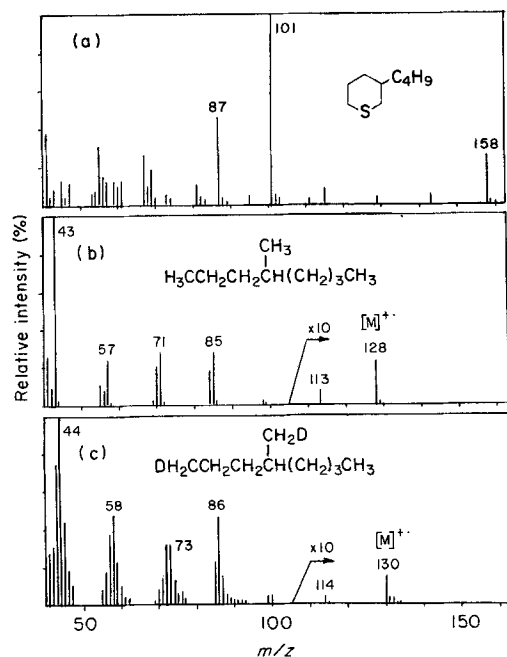 (a)
101
87
158
C4H9
S
(b)
43
CH3
H3CCH2CH2CH(CH2)3CH3
57
71
85
x10
[M]+·
113
128
(c)
44
CH2D
DH2CCH2CH2CH(CH2)3CH3
58
73
86
x10
[M]+·
114
130
Relative intensity (%)
50
100
150
m/z